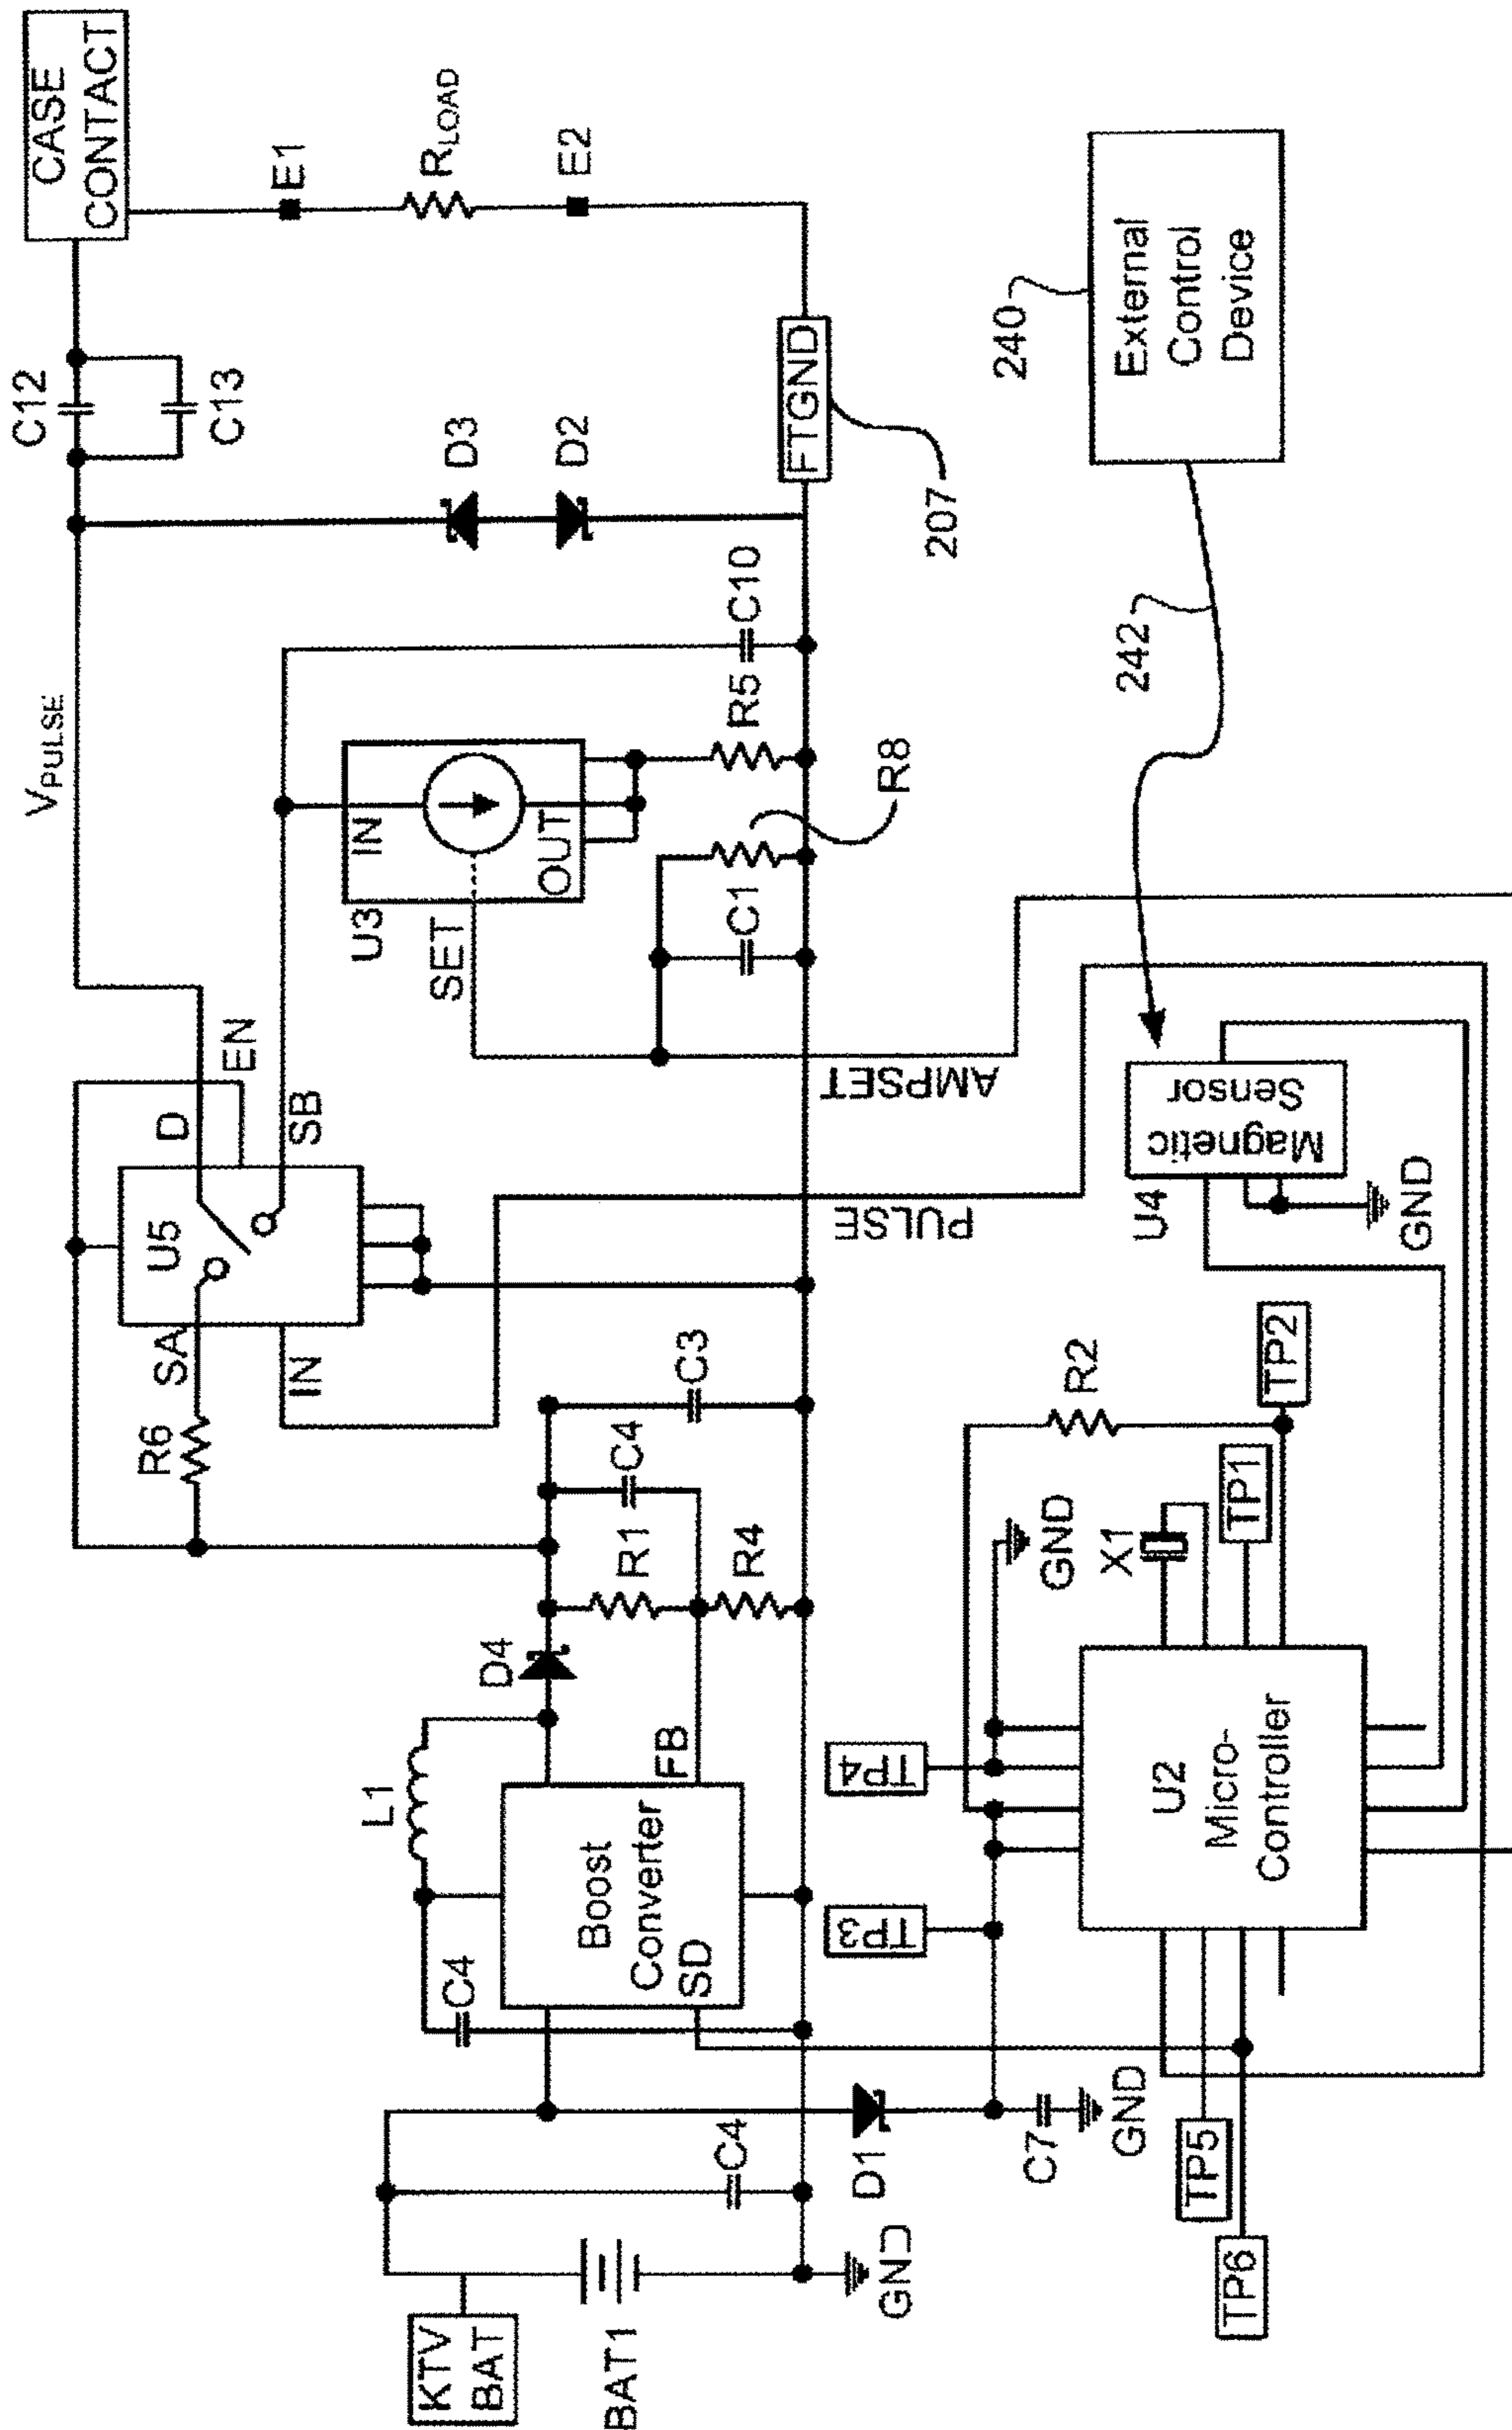 CASE
CONTACT
C12
C13
E1
RLOAD
E2
VPULSE
D3
D2
FTGND
207
C10
R5
R8
C1
U3
IN
OUT
SET
AMPSET
D
EN
SB
U5
SA
IN
R6
PULSE
C3
C4
R1
R4
D4
FB
L1
Boost
Converter
SD
C4
C4
D1
KTV
BAT
BAT1
GND
C7
GND
TP3
TP4
GND
R2
X1
TP1
TP2
U2
Micro-
Controller
TP5
TP6
U4
Magnetic
Sensor
GND
240
External
Control
Device
242